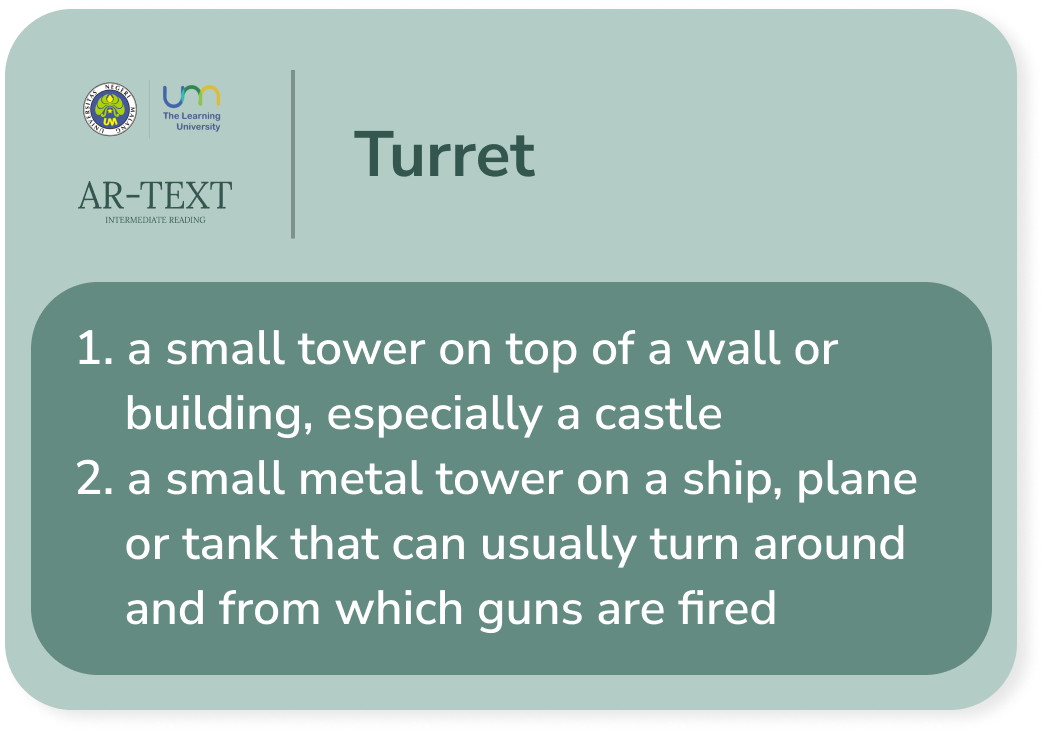 UNIVERSITAS NEGERI MALANG
UM
um
The Learning
University
AR-TEXT
INTERMEDIATE READING
Turret
1. a small tower on top of a wall or
building, especially a castle
2. a small metal tower on a ship, plane
or tank that can usually turn around
and from which guns are fired